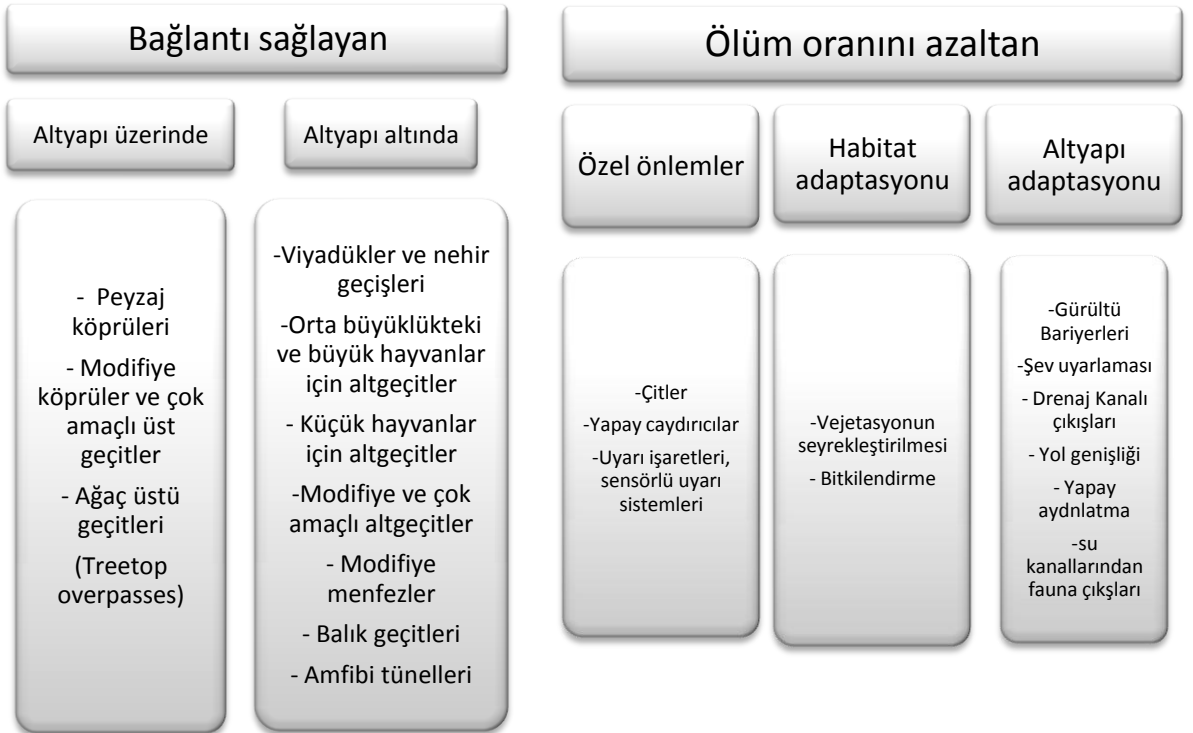 Bağlantı sağlayan
Altyapı üzerinde
Altyapı altında
- Peyzaj
köprüleri
- Modifiye
köprüler ve çok
amaçlı üst
geçitler
- Ağaç üstü
geçitleri
(Treetop
overpasses)
-Viyadükler ve nehir
geçişleri
-Orta büyüklükteki
ve büyük hayvanlar
için altgeçitler
- Küçük hayvanlar
için altgeçitler
-Modifiye ve çok
amaçlı altgeçitler
- Modifiye
menfezler
- Balık geçitleri
- Amfibi tünelleri
Ölüm oranını azaltan
Özel önlemler
Habitat
adaptasyonu
Altyapı
adaptasyonu
-Çitler
-Yapay caydırıcılar
-Uyarı işaretleri,
sensörlü uyarı
sistemleri
-Vejetasyonun
seyrekleştirilmesi
- Bitkilendirme
-Gürültü
Bariyerleri
-Şev uyarlaması
- Drenaj Kanalı
çıkışları
- Yol genişliği
- Yapay
aydnlatma
-su
kanallarından
fauna çıkşları